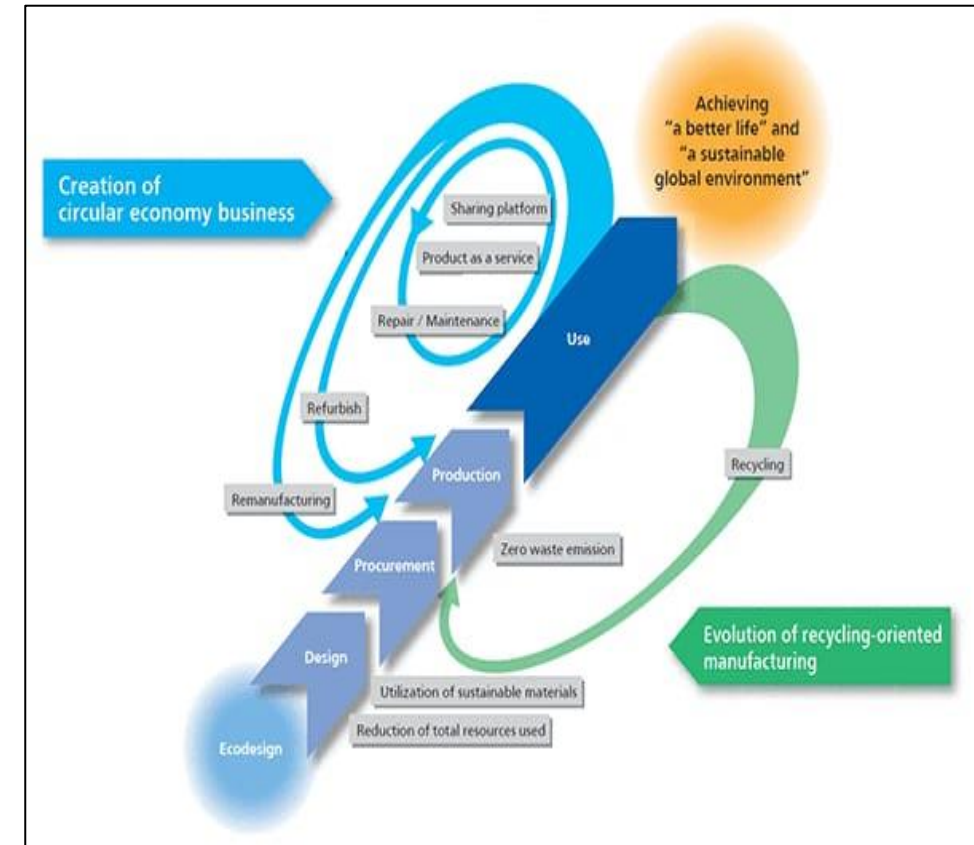 Achieving
"a better life" and
"a sustainable
global environment"
Creation of
circular economy business
Sharing platform
Product as a service
Repair / Maintenance
Use
Refurbish
Recycling
Production
Remanufacturing
Zero waste emission
Procurement
Evolution of recycling-oriented
manufacturing
Design
Utilization of sustainable materials
Reduction of total resources used
Ecodesign